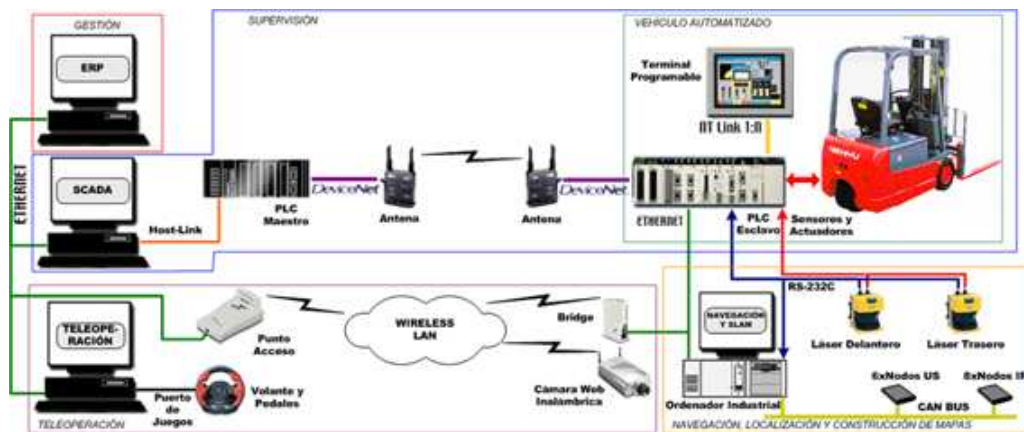 GESTIÓN
SUPERVISIÓN
VEHÍCULO AUTOMATIZADO
ERP
Terminal
Programable
NT Link 1:N
ETHERNET
SCADA
Host-Link
PLC
Maestro
DeviceNet
Antena
Antena
DeviceNet
ETHERNET
PLC
Esclavo
Sensores y
Actuadores
RS-232C
TELEOPE-
RACIÓN
Punto
Acceso
WIRELESS
LAN
Bridge
NAVEGACIÓN
Y SLAM
Láser Delantero
Láser Trasero
Puerto
de
Juegos
Volante y
Pedales
Cámara Web
Inalámbrica
Ordenador Industrial
6xNodos US
8xNodos IR
CAN BUS
TELEOPERACIÓN
NAVEGACIÓN, LOCALIZACIÓN Y CONSTRUCCIÓN DE MAPAS